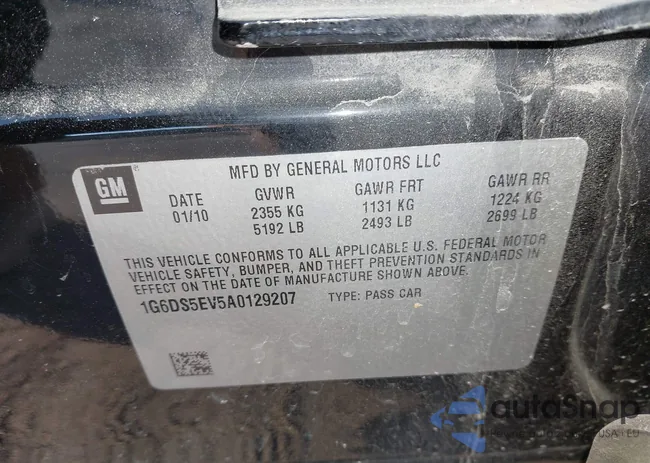 MFD BY GENERAL MOTORS LLC
GM
DATE GVWR GAWR FRT GAWR RR
01/10 2355 KG 1131 KG 1224 KG
5192 LB 2493 LB 2699 LB
THIS VEHICLE CONFORMS TO ALL APPLICABLE U.S. FEDERAL MOTOR
VEHICLE SAFETY, BUMPER, AND THEFT PREVENTION STANDARDS IN
EFFECT ON THE DATE OF MANUFACTURE SHOWN ABOVE.
1G6DS5EV5A0129207 TYPE: PASS CAR
autoSnap
USA · EU